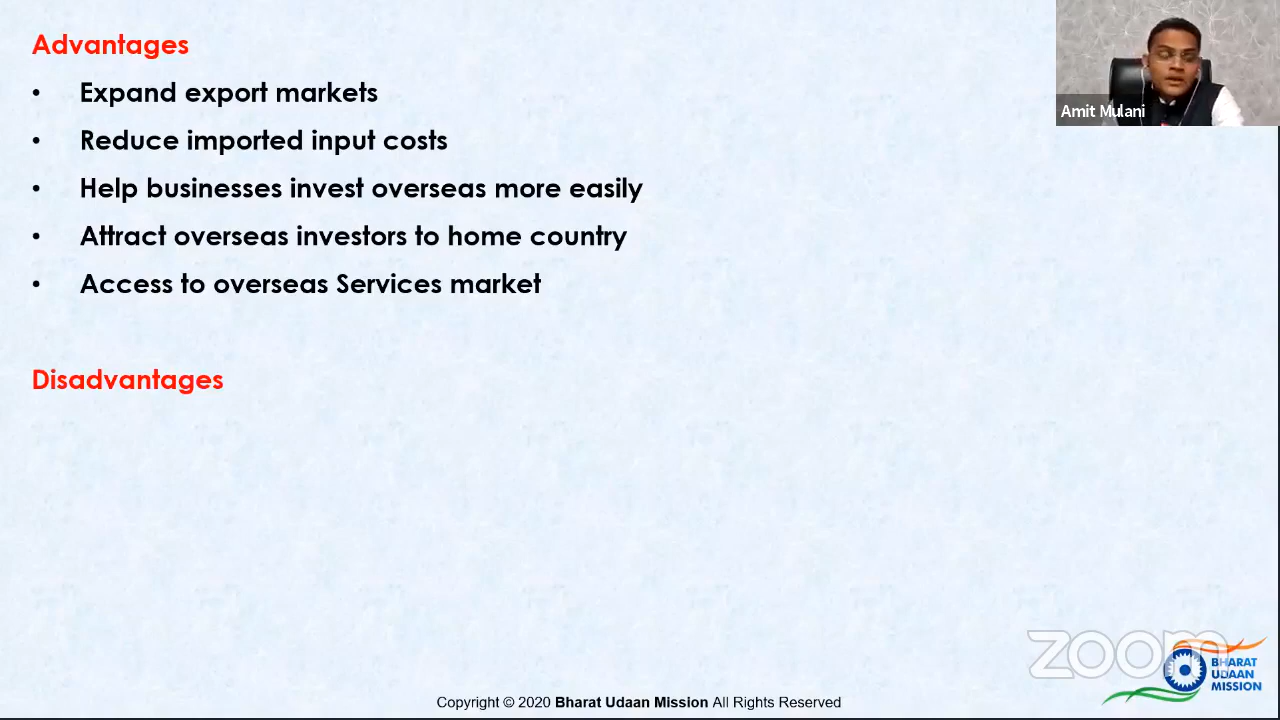 Advantages
• Expand export markets
• Reduce imported input costs
• Help businesses invest overseas more easily
• Attract overseas investors to home country
• Access to overseas Services market
Disadvantages
Amit Mulani
zoom
BHARAT
UDAAN
MISSION
Copyright © 2020 Bharat Udaan Mission All Rights Reserved